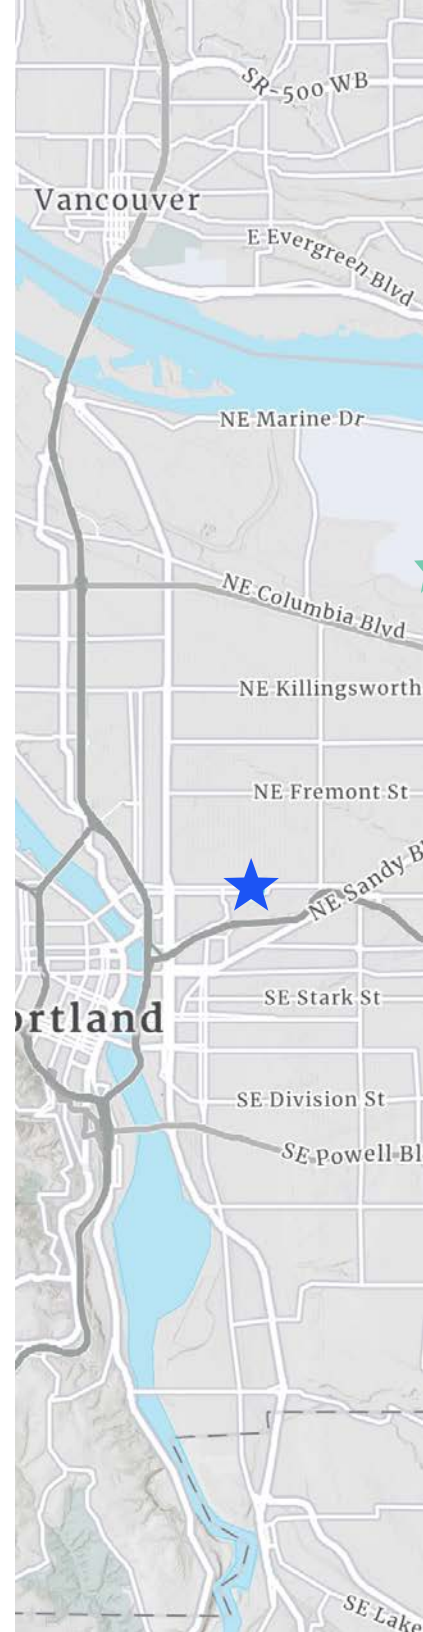 SR-500 WB
Vancouver
E Evergreen Blvd
NE Marine Dr
NE Columbia Blvd
NE Killingsworth
NE Fremont St
NE Sandy B
SE Stark St
ortland
SE Division St
SE Powell Bl
SE Lake